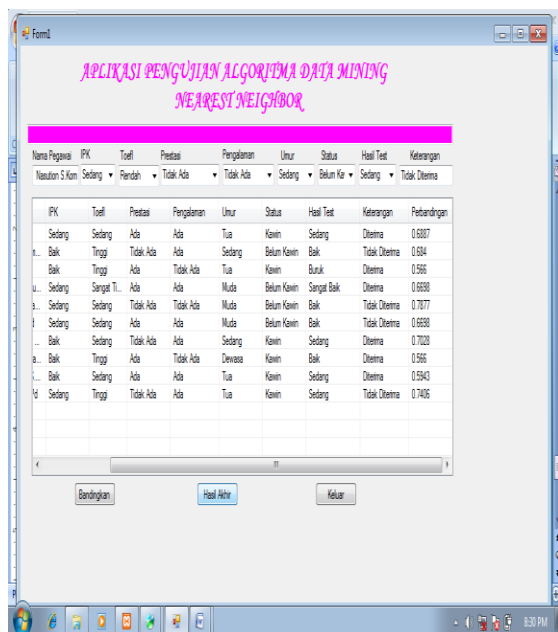 Form1
APLIKASI PENGUJIAN ALGORITMA DATA MINING
NEAREST NEIGHBOR
Nama Pegawai IPK Toefl Prestasi Pengalaman Umur Status Hasil Test Keterangan
Nasution S.Kom Sedang Rendah Tidak Ada Tidak Ada Sedang Belum Ka Sedang Tidak Diterima
IPK Toefl Prestasi Pengalaman Umur Status Hasil Test Keterangan Perbandingan
Sedang Sedang Ada Ada Tua Kawin Sedang Diterima 0.6887
n... Baik Tinggi Tidak Ada Ada Sedang Belum Kawin Baik Tidak Diterima 0.684
Baik Tinggi Ada Tidak Ada Tua Kawin Buruk Diterima 0.566
u... Sedang Sangat Ti... Ada Ada Muda Belum Kawin Sangat Baik Diterima 0.6698
a... Sedang Sedang Tidak Ada Tidak Ada Muda Belum Kawin Baik Tidak Diterima 0.7877
Sedang Sedang Ada Ada Muda Belum Kawin Baik Tidak Diterima 0.6698
... Baik Sedang Tidak Ada Ada Sedang Kawin Sedang Diterima 0.7028
a... Baik Tinggi Ada Tidak Ada Dewasa Kawin Baik Diterima 0.566
... Baik Sedang Ada Ada Tua Kawin Sedang Diterima 0.5943
Sedang Tinggi Tidak Ada Ada Tua Kawin Sedang Tidak Diterima 0.7406
Bandingkan Hasil Akhir Keluar
8:30 PM